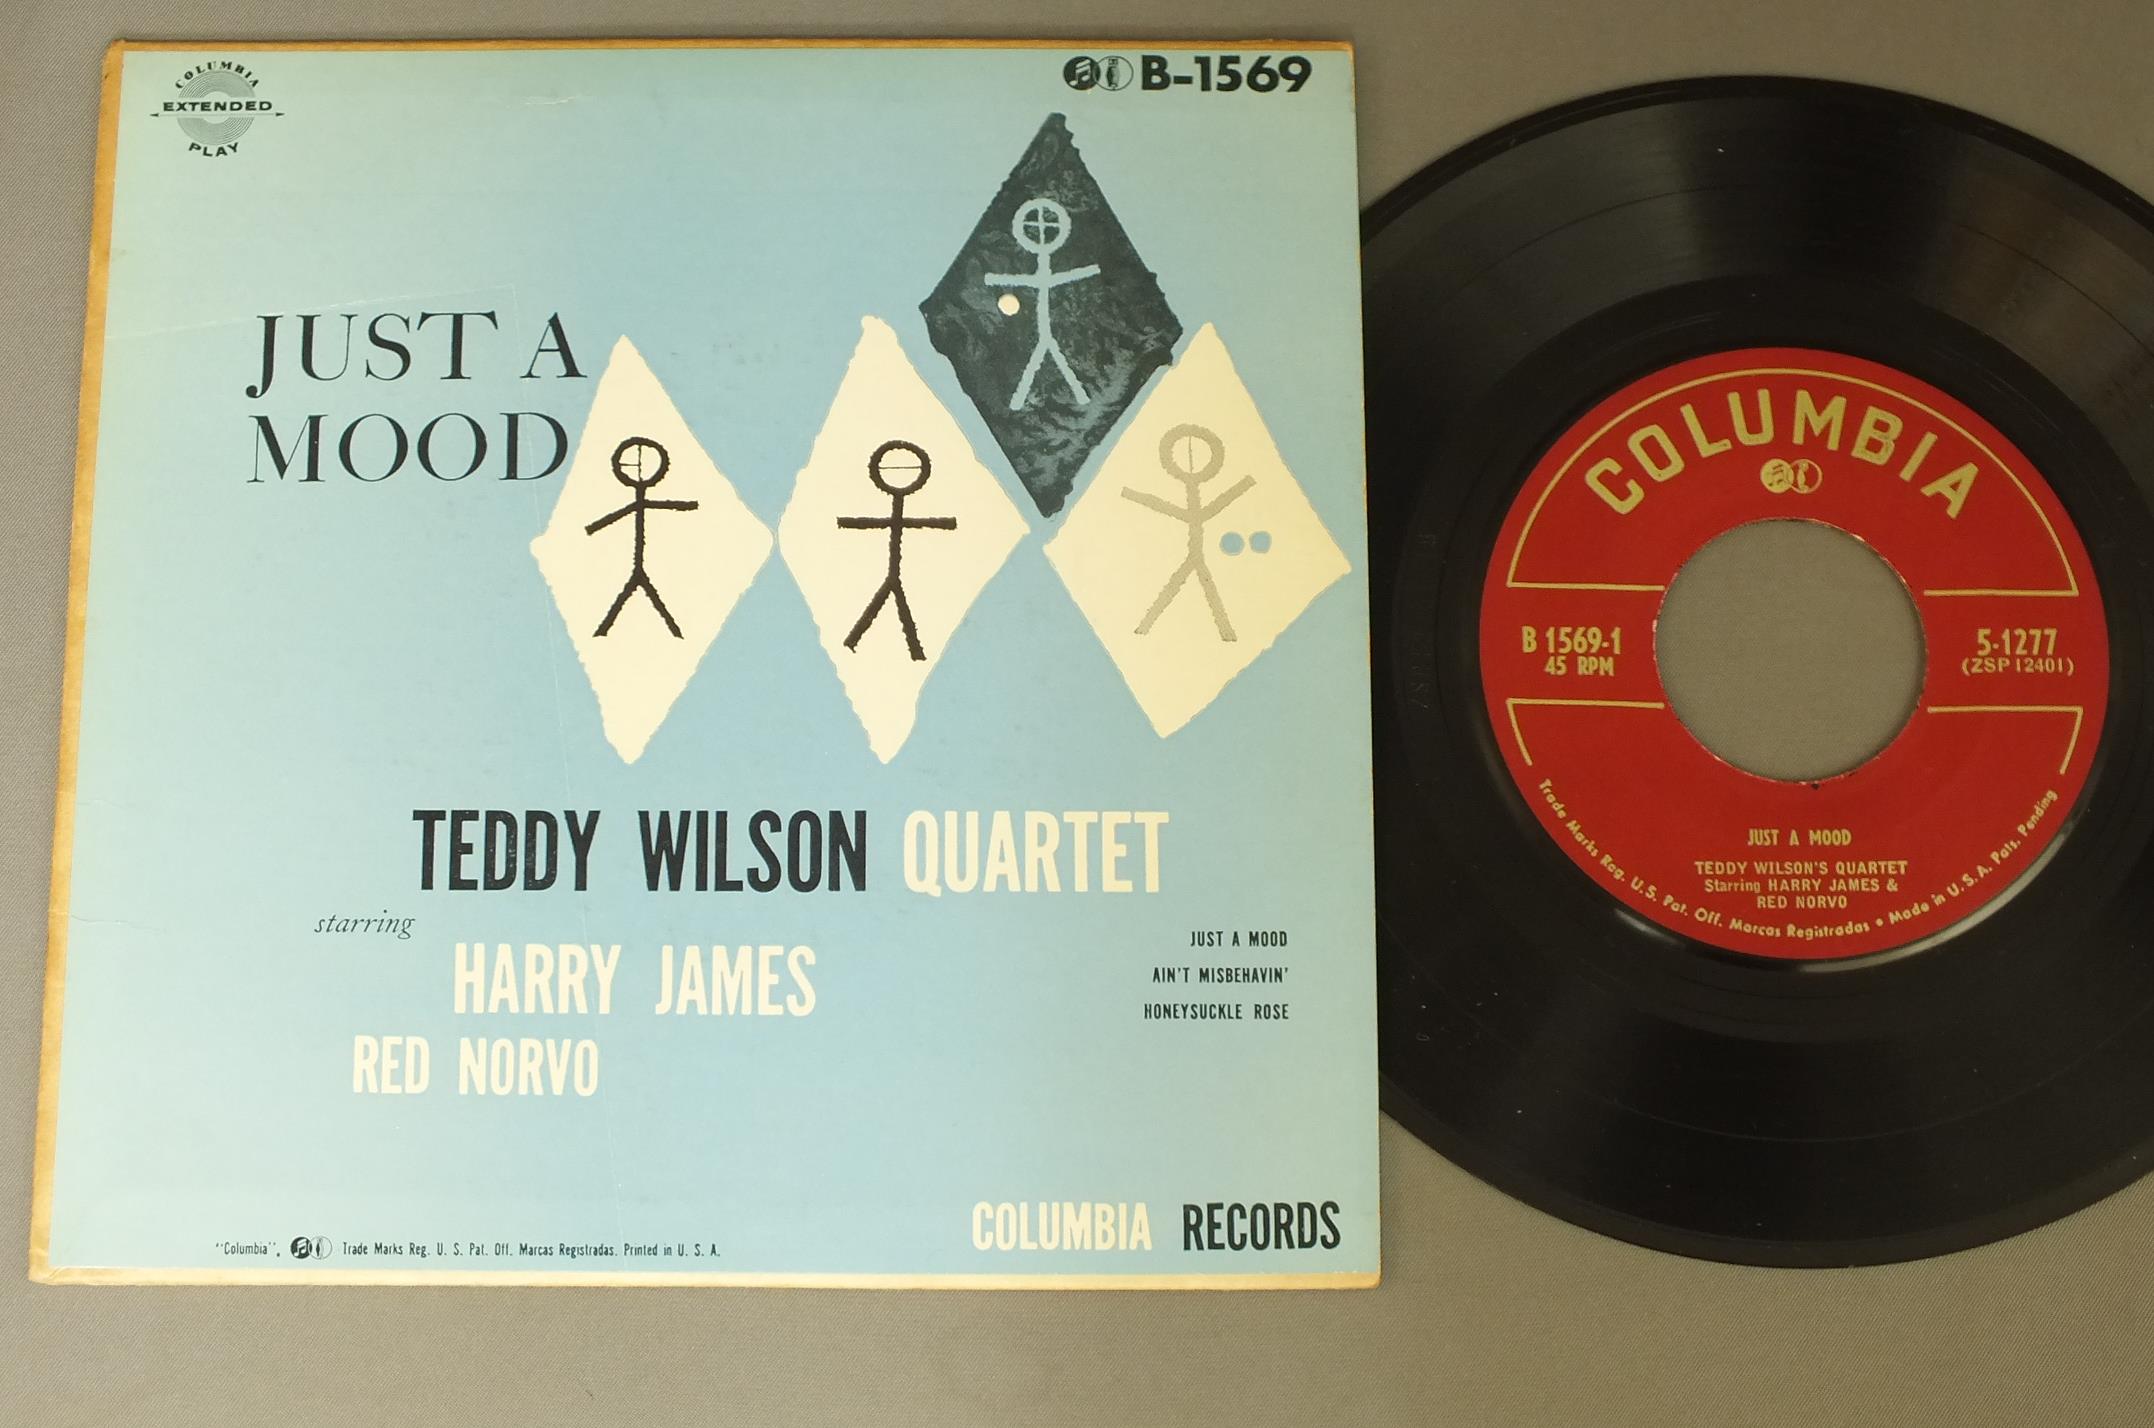 COLUMBIA
EXTENDED
PLAY
B-1569
JUST A
MOOD
TEDDY WILSON QUARTET
starring
HARRY JAMES
RED NORVO
JUST A MOOD
AIN'T MISBEHAVIN'
HONEYSUCKLE ROSE
COLUMBIA RECORDS
"Columbia", Trade Marks Reg. U. S. Pat. Off. Marcas Registradas. Printed in U. S. A.
COLUMBIA
B 1569-1
45 RPM
5-1277
(ZSP 12401)
JUST A MOOD
TEDDY WILSON'S QUARTET
Starring HARRY JAMES &
RED NORVO
Trade Marks Reg. U. S. Pat. Off. Marcas Registradas • Made in U. S. A. Pats. Pending